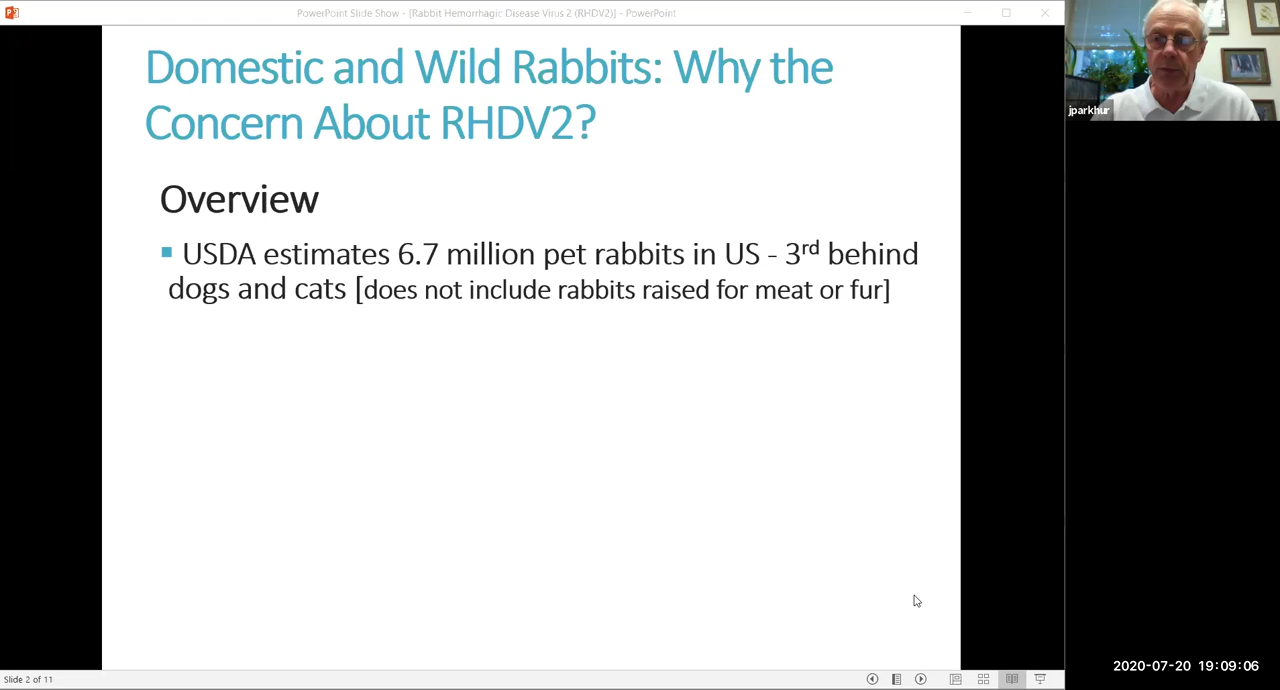 PowerPoint Slide Show - [Rabbit Hemorrhagic Disease Virus 2 (RHDV2)] - PowerPoint
jparkhur
Domestic and Wild Rabbits: Why the
Concern About RHDV2?
Overview
▪ USDA estimates 6.7 million pet rabbits in US - 3rd behind
dogs and cats [does not include rabbits raised for meat or fur]
Slide 2 of 11
2020-07-20 19:09:06